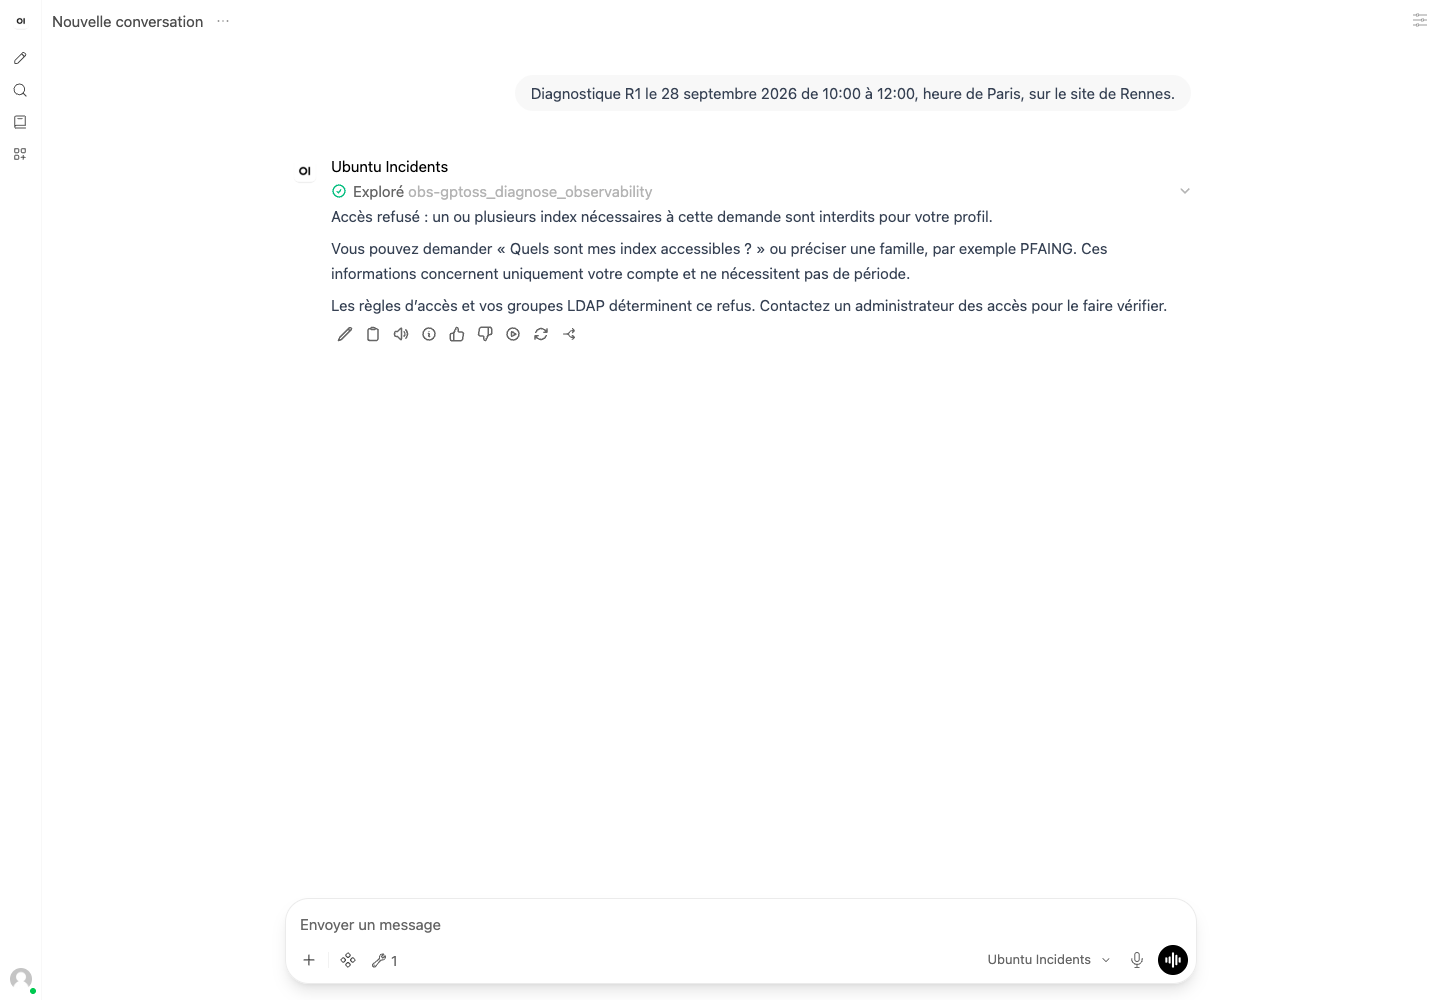 OI
Nouvelle conversation ···
Diagnostique R1 le 28 septembre 2026 de 10:00 à 12:00, heure de Paris, sur le site de Rennes.
OI
Ubuntu Incidents
Exploré obs-gptoss_diagnose_observability
Accès refusé : un ou plusieurs index nécessaires à cette demande sont interdits pour votre profil.
Vous pouvez demander « Quels sont mes index accessibles ? » ou préciser une famille, par exemple PFAING. Ces
informations concernent uniquement votre compte et ne nécessitent pas de période.
Les règles d’accès et vos groupes LDAP déterminent ce refus. Contactez un administrateur des accès pour le faire vérifier.
Envoyer un message
1
Ubuntu Incidents